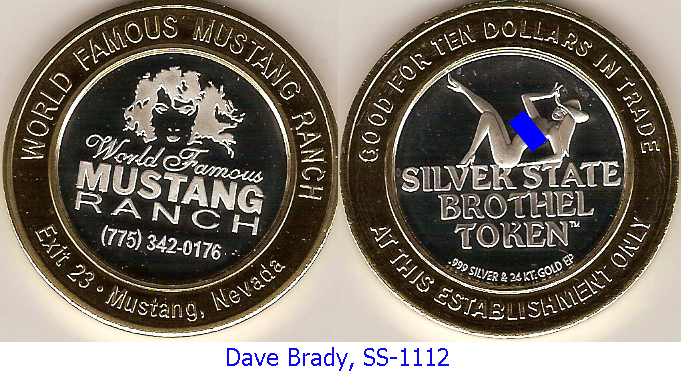 WORLD FAMOUS MUSTANG RANCH
World Famous
MUSTANG
RANCH
(775) 342-0176
Exit 23 · Mustang, Nevada
GOOD FOR TEN DOLLARS IN TRADE
SILVER STATE
BROTHEL
TOKEN™
.999 SILVER & 24 KT. GOLD EP
AT THIS ESTABLISHMENT ONLY
Dave Brady, SS-1112